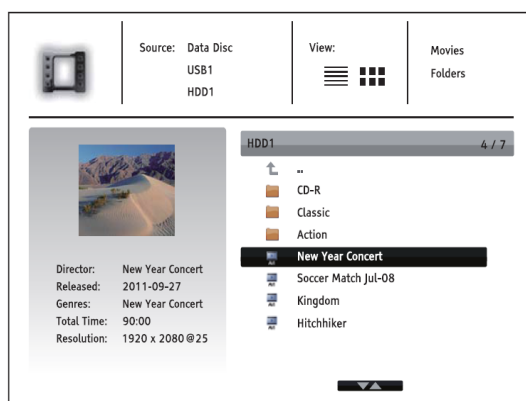 Source: Data Disc
USB1
HDD1
View:
Movies
Folders
HDD1 4 / 7
..
CD-R
Classic
Action
New Year Concert
Soccer Match Jul-08
Kingdom
Hitchhiker
Director: New Year Concert
Released: 2011-09-27
Genres: New Year Concert
Total Time: 90:00
Resolution: 1920 x 2080@25